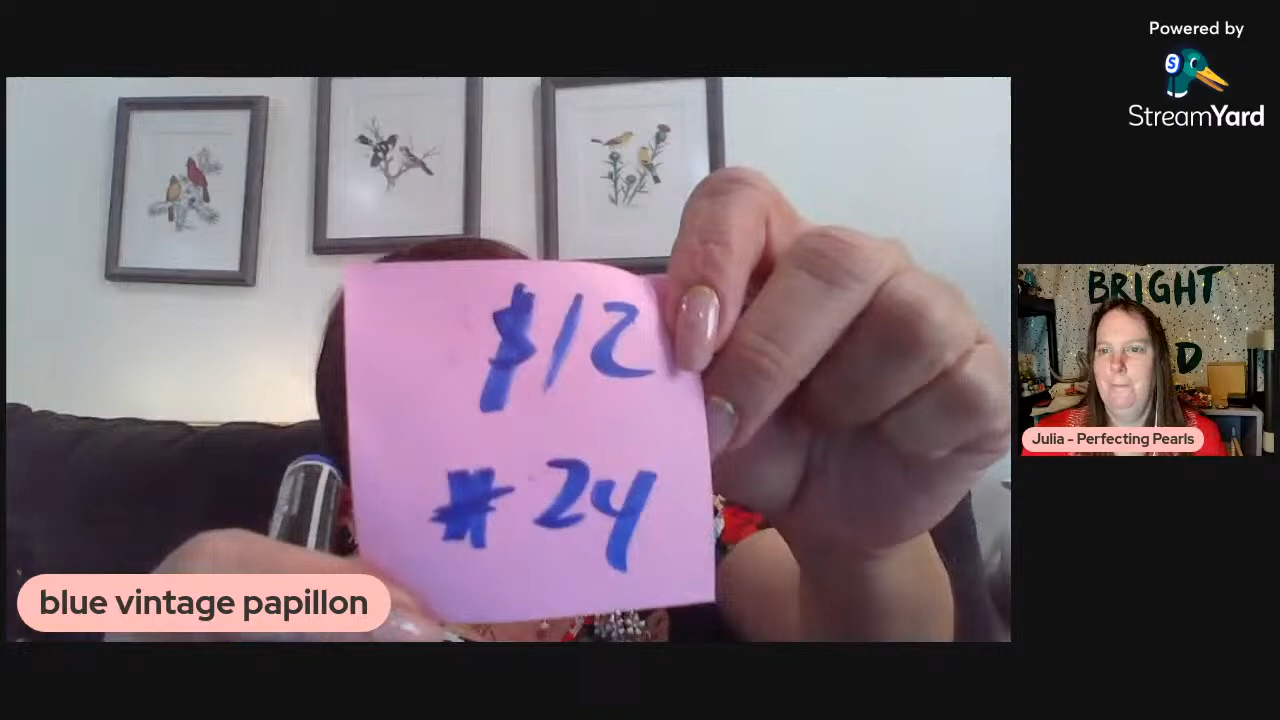 Powered by
StreamYard
$12
# 24
BRIGHT
D
Julia - Perfecting Pearls
blue vintage papillon